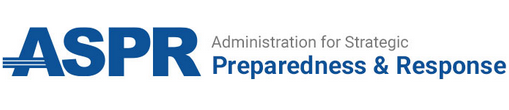 ASPR
Administration for Strategic
Preparedness & Response